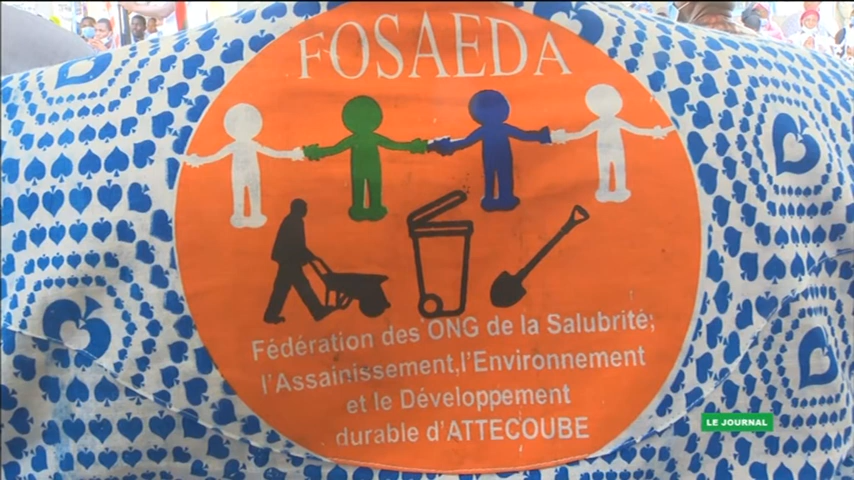 FOSAEDA
Fédération des ONG de la Salubrité,
l'Assainissement, l'Environnement
et le Développement
durable d'ATTECOUBE
LE JOURNAL